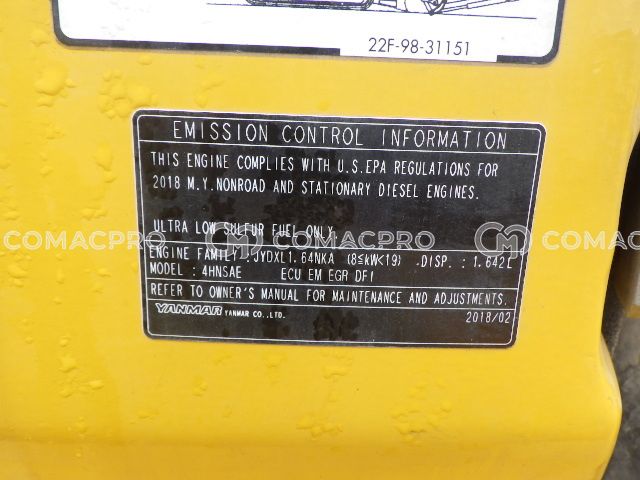 22F-98-31151
EMISSION CONTROL INFORMATION
THIS ENGINE COMPLIES WITH U.S.EPA REGULATIONS FOR
2018 M.Y.NONROAD AND STATIONARY DIESEL ENGINES.
ULTRA LOW SULFUR FUEL ONLY
COMACPRO CM COMACPRO CM COMACPRO
ENGINE FAMILY : JYDXL1.64NKA (8≤kW<19) .DISP. : 1.642L
MODEL : 4HNSAE ECU EM EGR DFI
REFER TO OWNER'S MANUAL FOR MAINTENANCE AND ADJUSTMENTS.
YANMAR YANMAR CO.,LTD. 2018/02